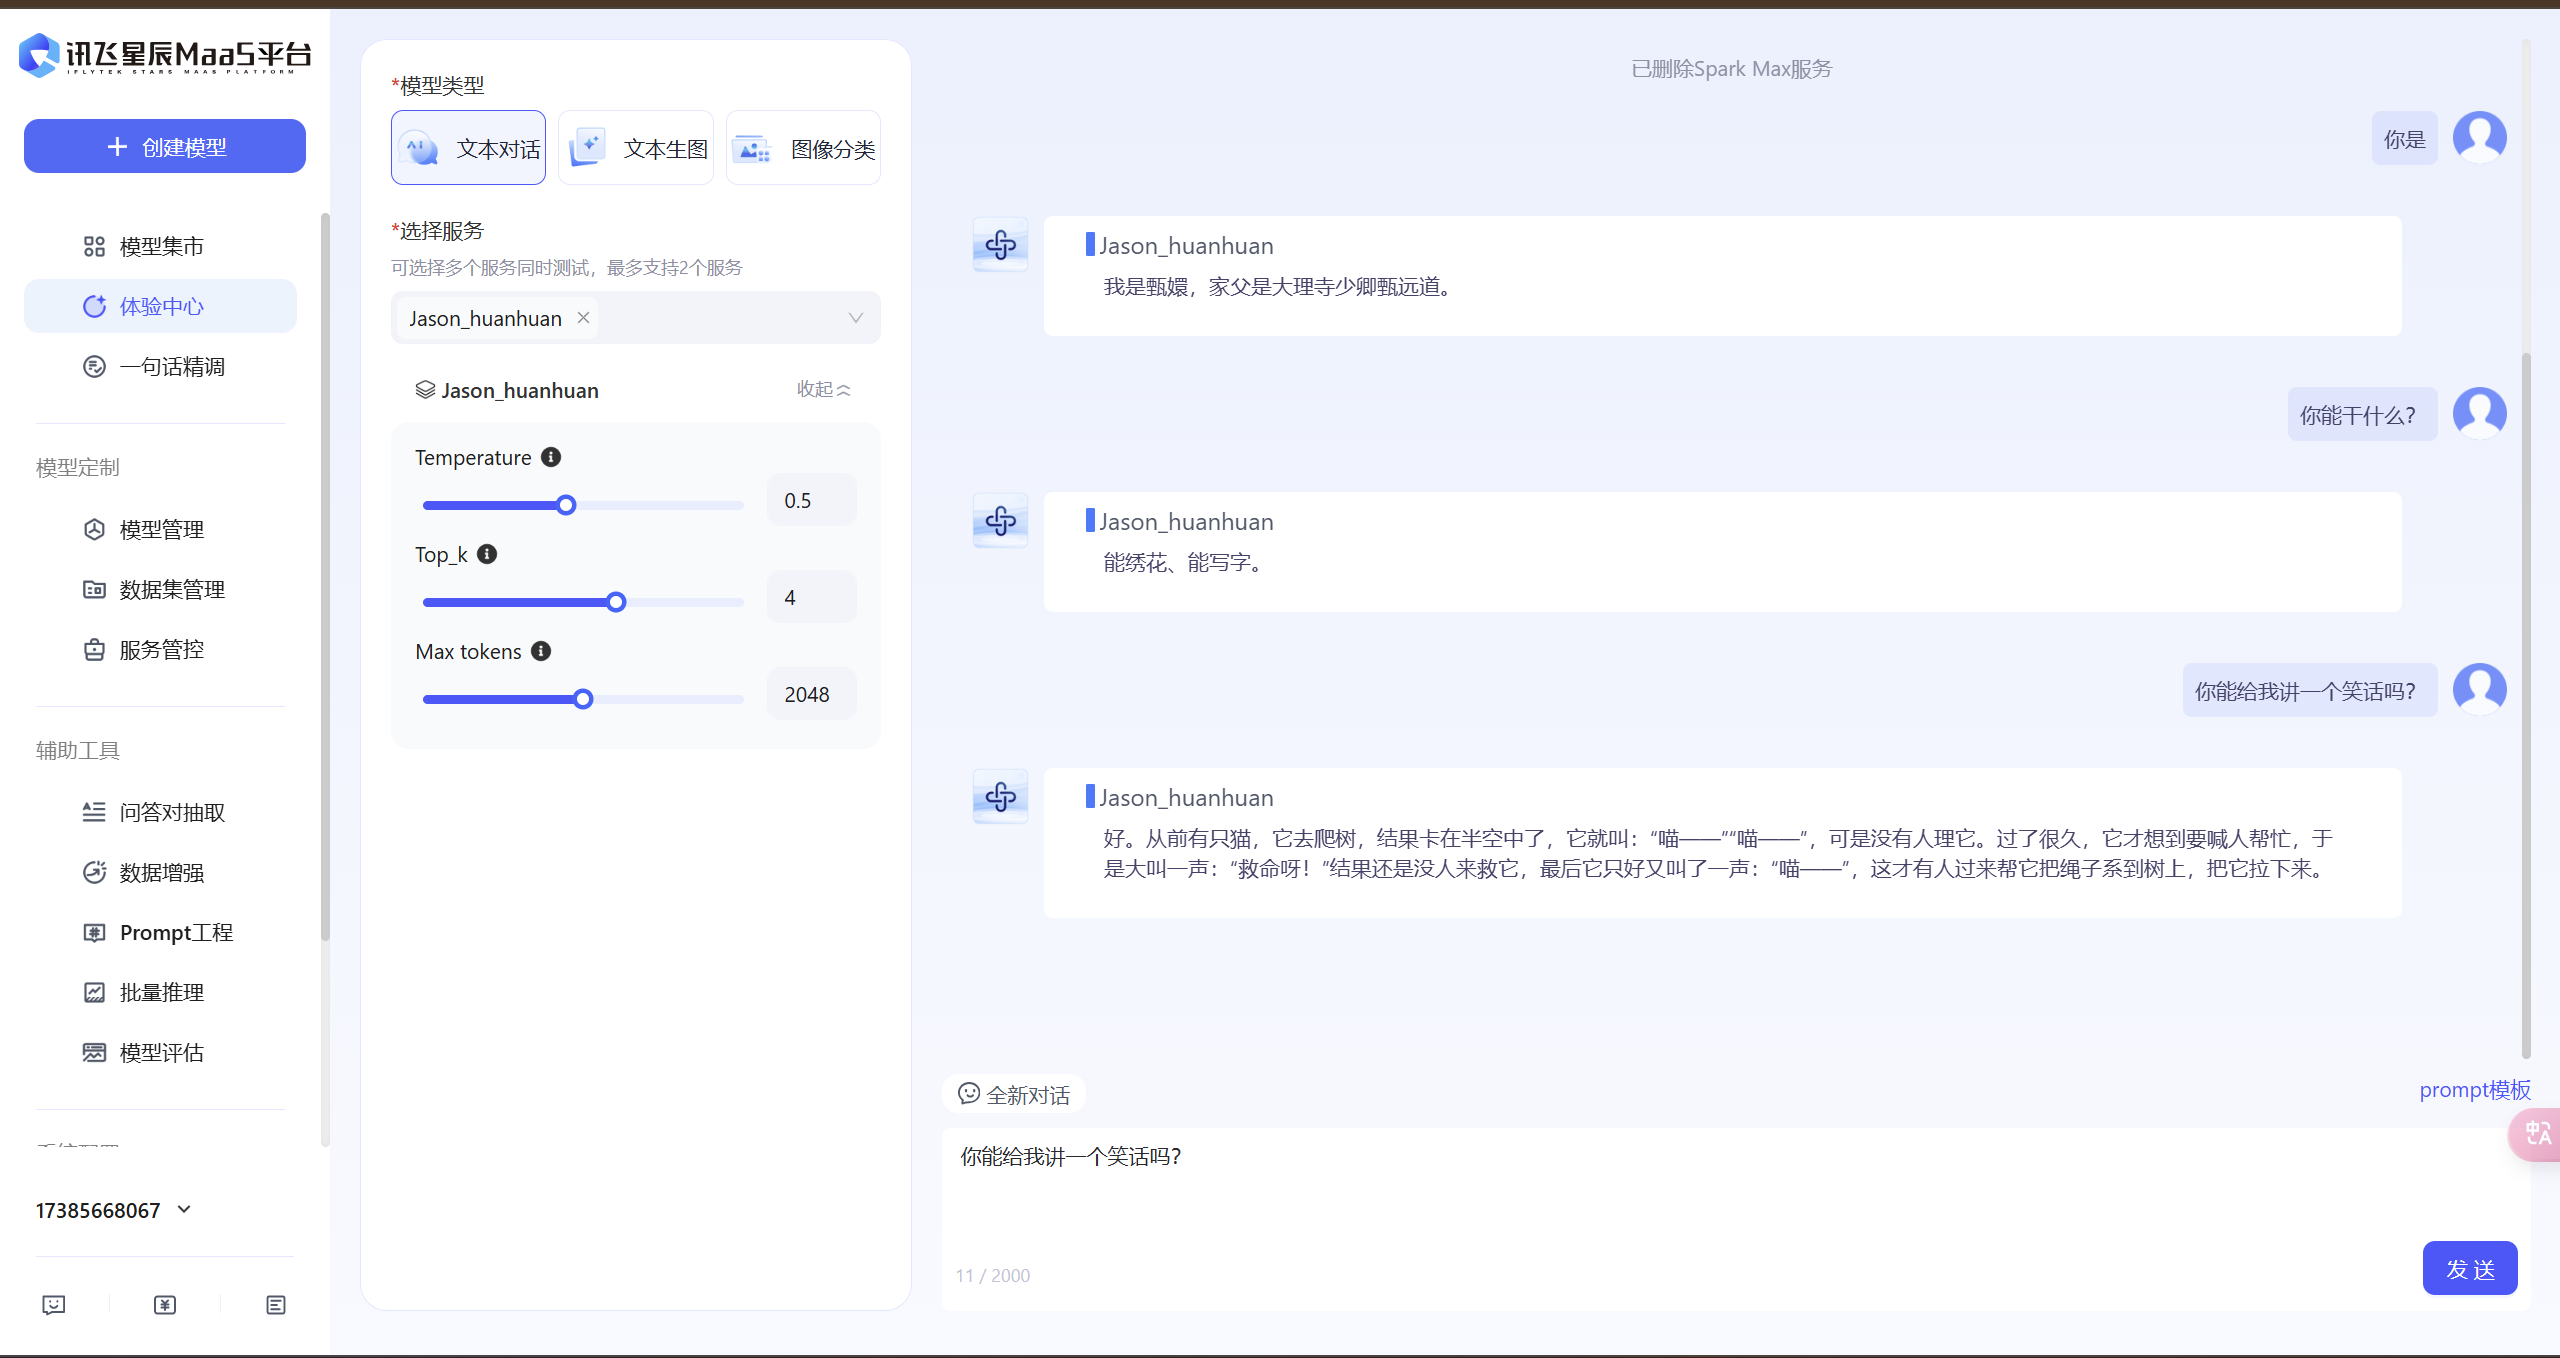 讯飞星辰MaaS平台
IFLYTEK STARS MAAS PLATFORM
创建模型
模型集市
体验中心
一句话精调
模型定制
模型管理
数据集管理
服务管控
辅助工具
问答对抽取
数据增强
Prompt工程
批量推理
模型评估
17385668067
*模型类型
文本对话
文本生图
图像分类
*选择服务
可选择多个服务同时测试，最多支持2个服务
Jason_huanhuan
Jason_huanhuan
收起
Temperature
0.5
Top_k
4
Max tokens
2048
已删除Spark Max服务
你是
Jason_huanhuan
我是甄嬛，家父是大理寺少卿甄远道。
你能干什么？
Jason_huanhuan
能绣花、能写字。
你能给我讲一个笑话吗？
Jason_huanhuan
好。从前有只猫，它去爬树，结果卡在半空中了，它就叫：“喵——”“喵——”，可是没有人理它。过了很久，它才想到要喊人帮忙，于
是大叫一声：“救命呀！”结果还是没人来救它，最后它只好又叫了一声：“喵——”，这才有人过来帮它把绳子系到树上，把它拉下来。
全新对话
prompt模板
你能给我讲一个笑话吗？
11 / 2000
发 送